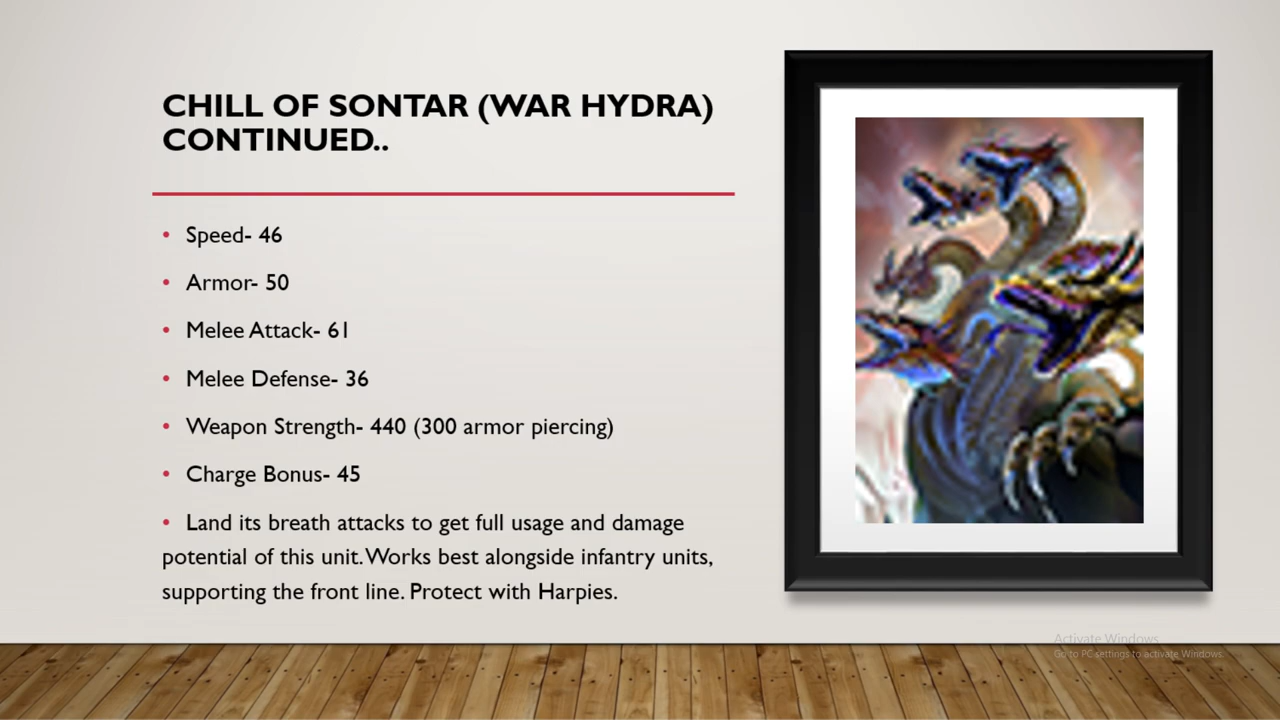 CHILL OF SONTAR (WAR HYDRA)
CONTINUED..
• Speed- 46
• Armor- 50
• Melee Attack- 61
• Melee Defense- 36
• Weapon Strength- 440 (300 armor piercing)
• Charge Bonus- 45
• Land its breath attacks to get full usage and damage
potential of this unit. Works best alongside infantry units,
supporting the front line. Protect with Harpies.
Activate Windows
Go to PC settings to activate Windows.